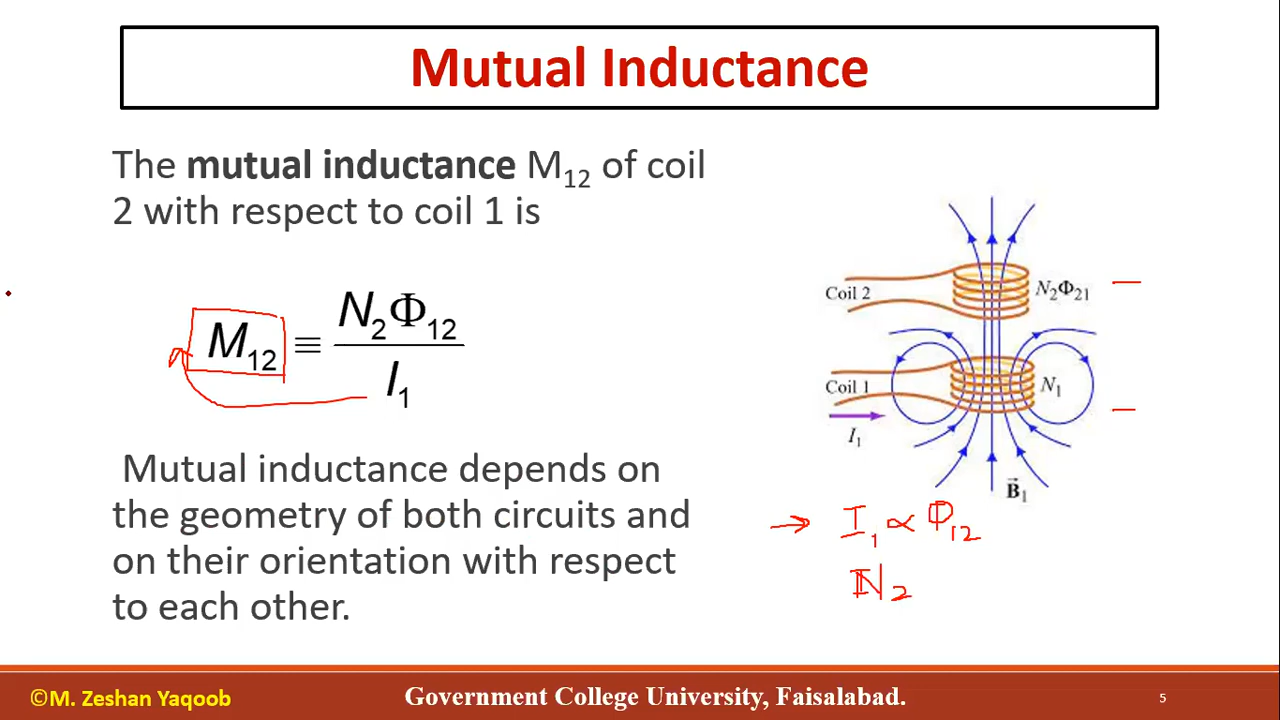 Mutual Inductance
The mutual inductance M₁₂ of coil
2 with respect to coil 1 is
M₁₂ ≡ N₂Φ₁₂ / I₁
Mutual inductance depends on
the geometry of both circuits and
on their orientation with respect
to each other.
Coil 2
N₂Φ₂₁
Coil 1
N₁
I₁
B⃗₁
→ I₁ ∝ Φ₁₂
N₂
©M. Zeshan Yaqoob
Government College University, Faisalabad.
5